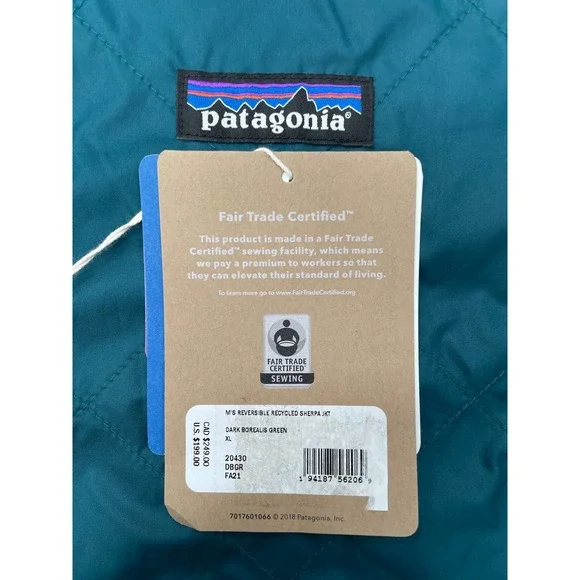 patagonia®
Fair Trade Certified™
This product is made in a Fair Trade
Certified™ sewing facility, which means
we pay a premium to workers so that
they can elevate their standard of living.
To learn more go to www.FairTradeCertified.org
FAIR TRADE
CERTIFIED
SEWING
M'S REVERSIBLE RECYCLED SHERPA JKT
DARK BOREALIS GREEN
XL
20430
DBGR
FA21
CAD $249.00
U.S. $199.00
1 94187 56206 9
7017601066 © 2018 Patagonia, Inc.